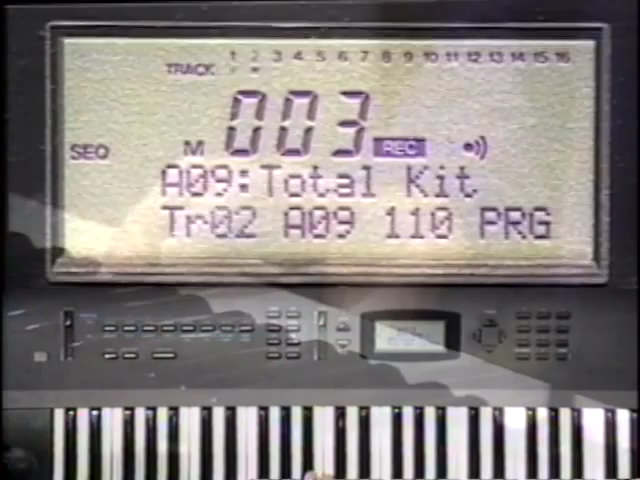 1 2 3 4 5 6 7 8 9 10 11 12 13 14 15 16
TRACK
003
SEQ M REC
A09:Total Kit
Tr02 A09 110 PRG